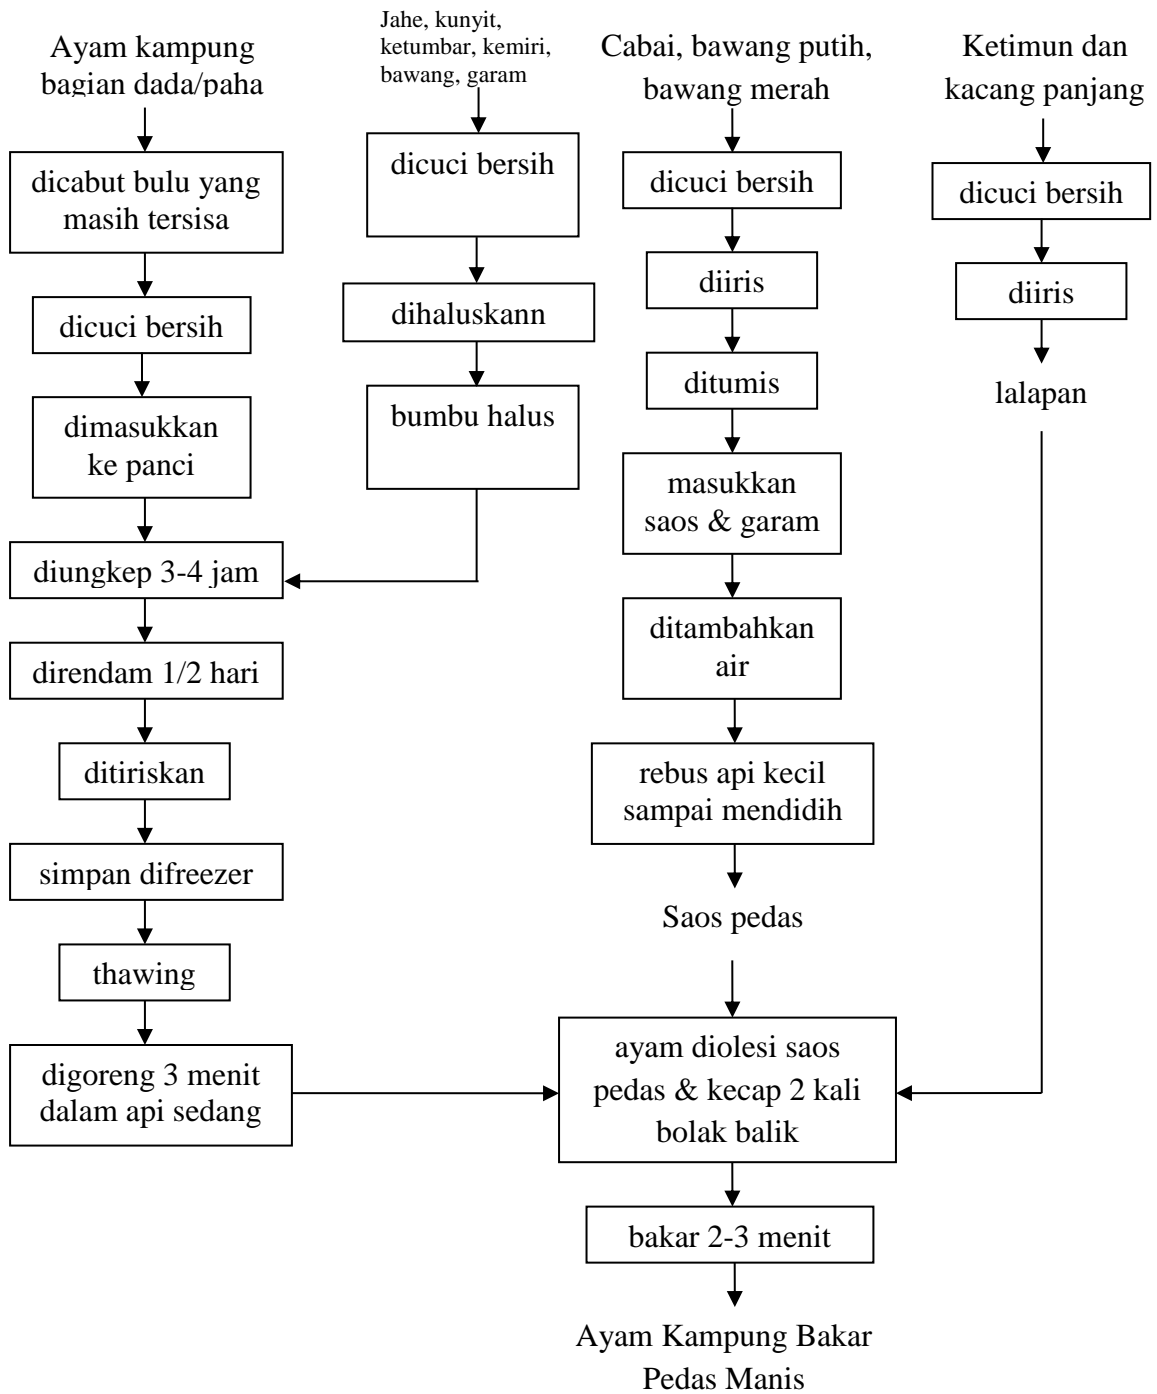 Ayam kampung
bagian dada/paha
dicabut bulu yang
masih tersisa
dicuci bersih
dimasukkan
ke panci
diungkep 3-4 jam
direndam 1/2 hari
ditiriskan
simpan difreezer
thawing
digoreng 3 menit
dalam api sedang
Jahe, kunyit,
ketumbar, kemiri,
bawang, garam
dicuci bersih
dihaluskann
bumbu halus
Cabai, bawang putih,
bawang merah
dicuci bersih
diiris
ditumis
masukkan
saos & garam
ditambahkan
air
rebus api kecil
sampai mendidih
Saos pedas
Ketimun dan
kacang panjang
dicuci bersih
diiris
lalapan
ayam diolesi saos
pedas & kecap 2 kali
bolak balik
bakar 2-3 menit
Ayam Kampung Bakar
Pedas Manis